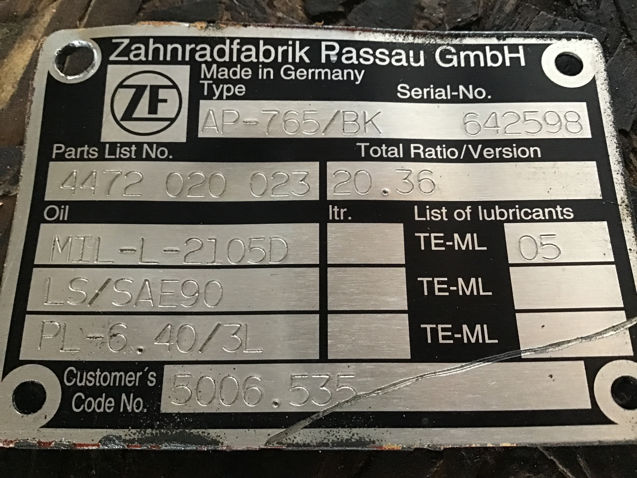 Zahnradfabrik Passau GmbH
ZF
Made in Germany
Type Serial-No.
AP-765/BK 642598
Parts List No. Total Ratio/Version
4472 020 023 20.36
Oil ltr. List of lubricants
MIL-L-2105D TE-ML 05
LS/SAE90 TE-ML
PL-6.40/3L TE-ML
Customer's
Code No. 5006.535